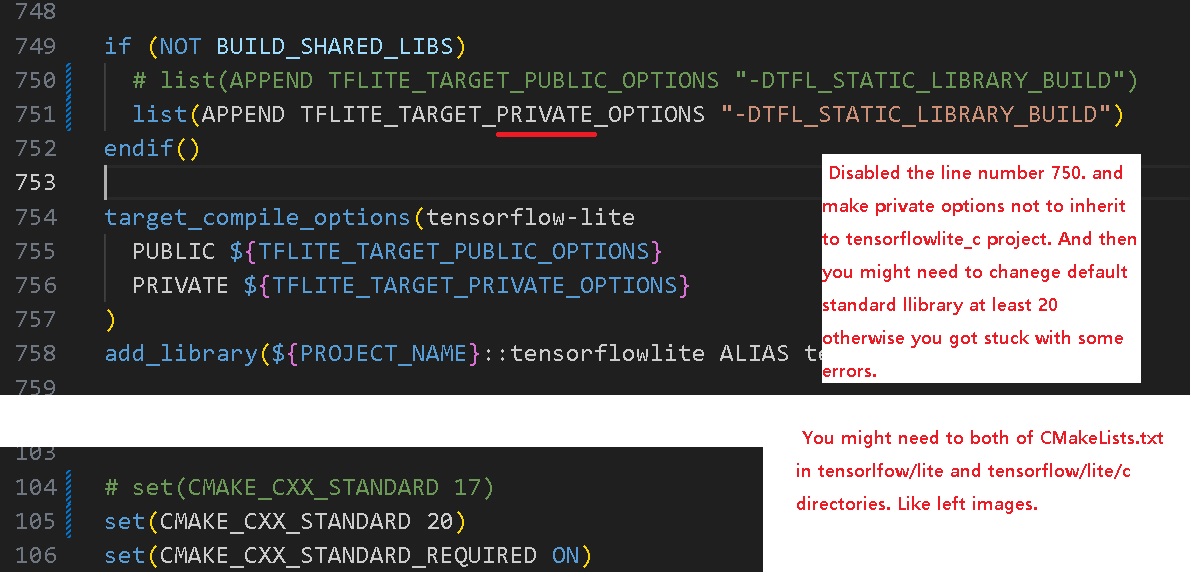 748
749 if (NOT BUILD_SHARED_LIBS)
750 # list(APPEND TFLITE_TARGET_PUBLIC_OPTIONS "-DTFL_STATIC_LIBRARY_BUILD")
751 list(APPEND TFLITE_TARGET_PRIVATE_OPTIONS "-DTFL_STATIC_LIBRARY_BUILD")
752 endif()
753
754 target_compile_options(tensorflow-lite
755 PUBLIC ${TFLITE_TARGET_PUBLIC_OPTIONS}
756 PRIVATE ${TFLITE_TARGET_PRIVATE_OPTIONS}
757 )
758 add_library(${PROJECT_NAME}::tensorflowlite ALIAS te
759
Disabled the line number 750. and
make private options not to inherit
to tensorflowlite_c project. And then
you might need to chanege default
standard llibrary at least 20
otherwise you got stuck with some
errors.
You might need to both of CMakeLists.txt
in tensorlfow/lite and tensorflow/lite/c
directories. Like left images.
103
104 # set(CMAKE_CXX_STANDARD 17)
105 set(CMAKE_CXX_STANDARD 20)
106 set(CMAKE_CXX_STANDARD_REQUIRED ON)